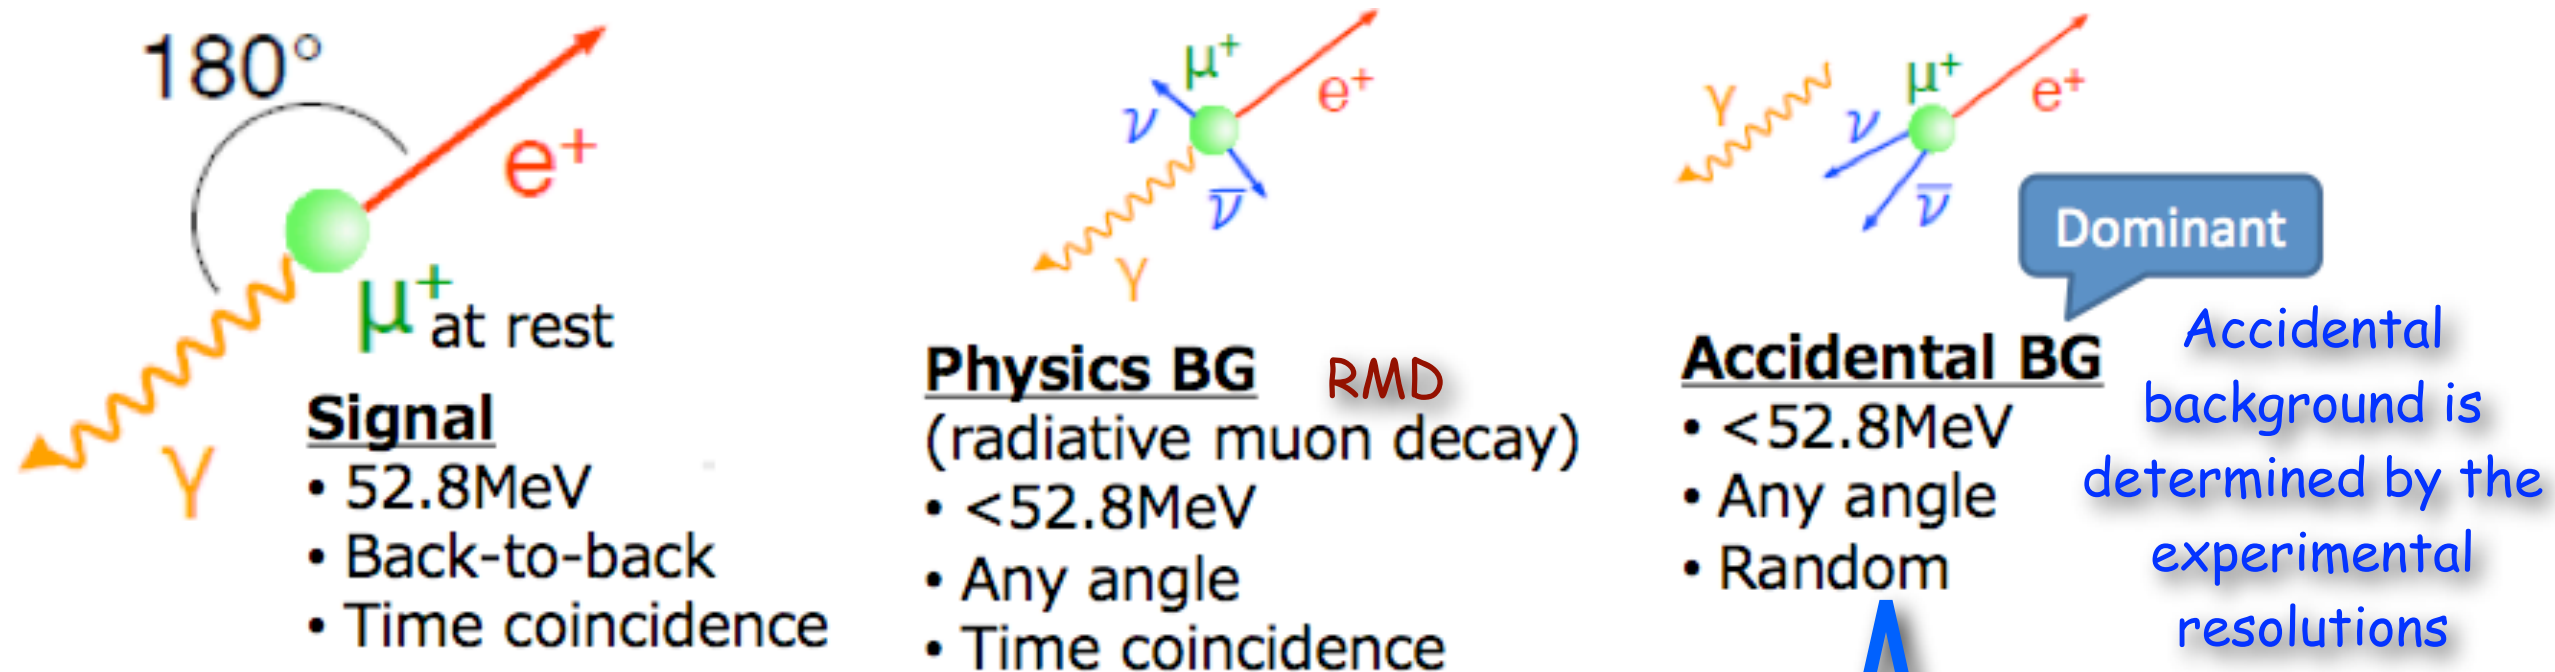 180°
e⁺
μ⁺ at rest
γ
Signal
• 52.8MeV
• Back-to-back
• Time coincidence
μ⁺
e⁺
ν
ν̅
γ
Physics BG RMD
(radiative muon decay)
• <52.8MeV
• Any angle
• Time coincidence
γ
μ⁺
e⁺
ν
ν̅
Dominant
Accidental BG
• <52.8MeV
• Any angle
• Random
Accidental
background is
determined by the
experimental
resolutions